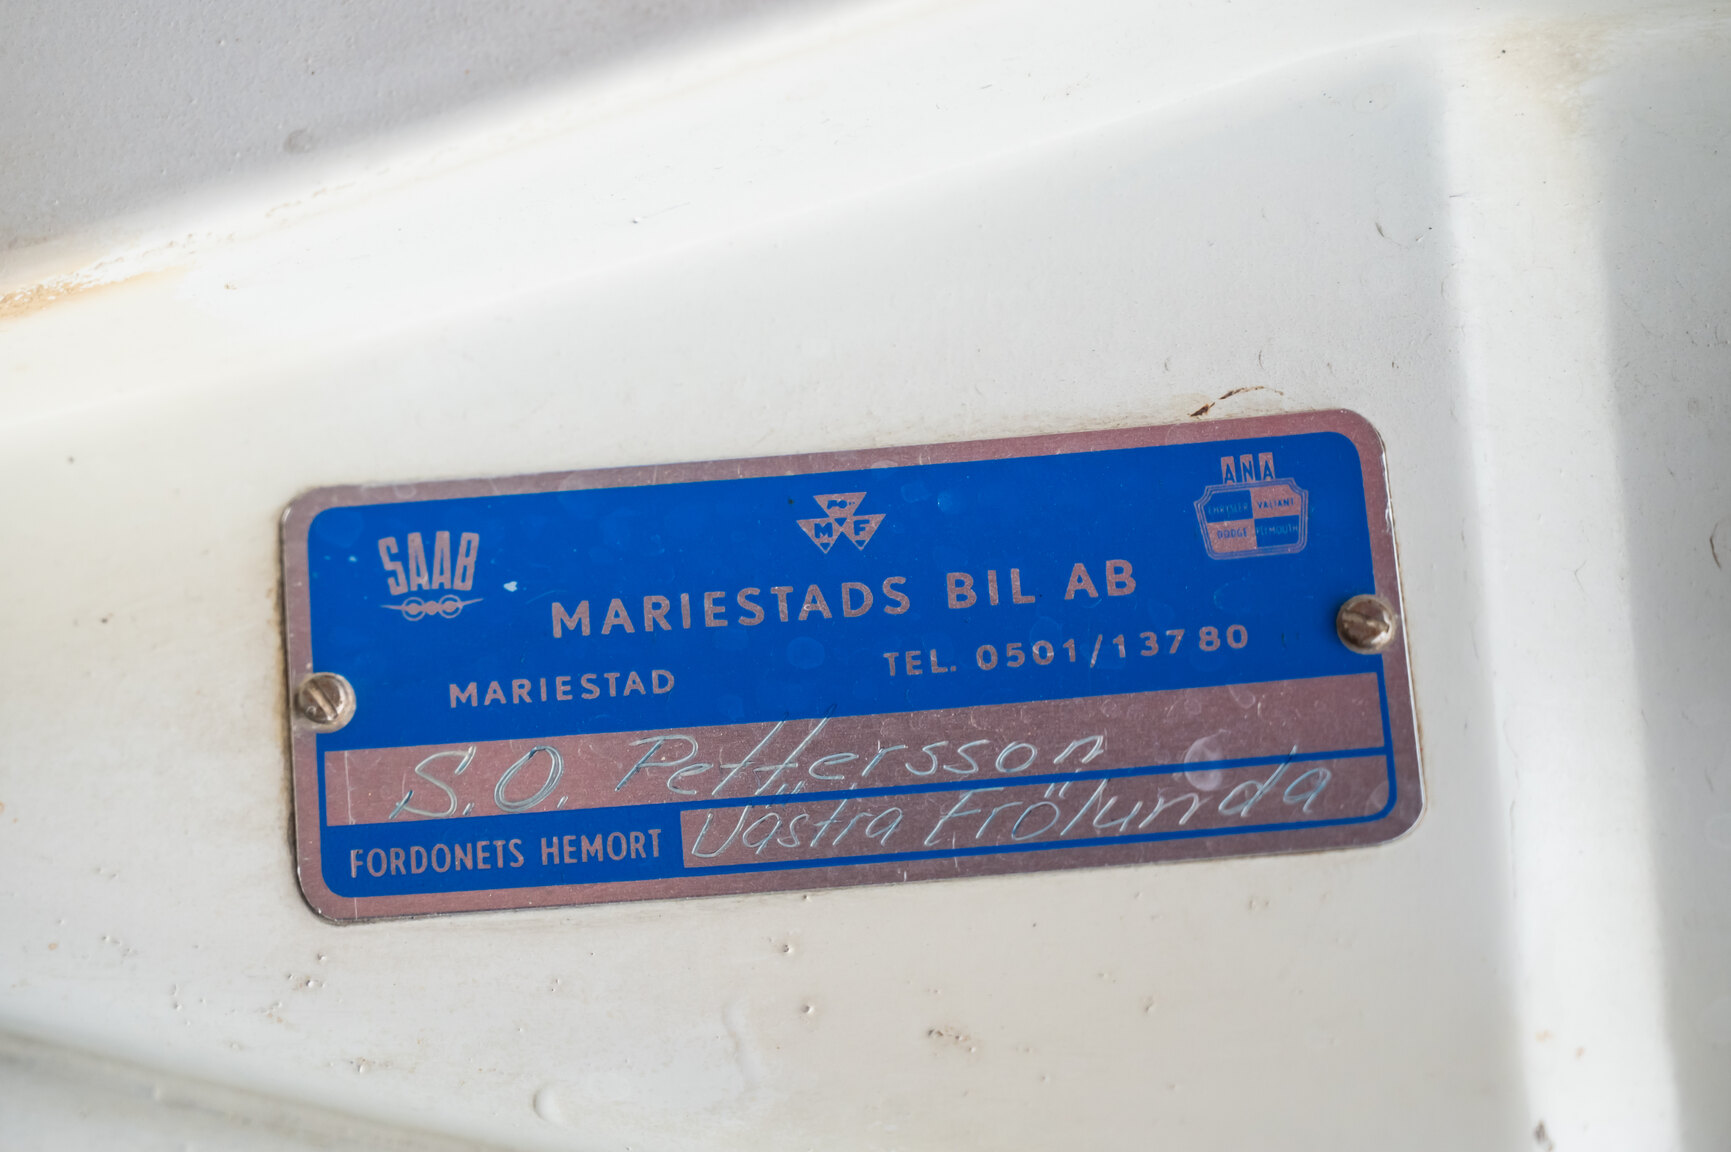 SAAB
MF
ANA
CHRYSLER VALIANT
DODGE PLYMOUTH
MARIESTADS BIL AB
MARIESTAD TEL. 0501/13780
S.O. Pettersson
FORDONETS HEMORT Västra Frölunda